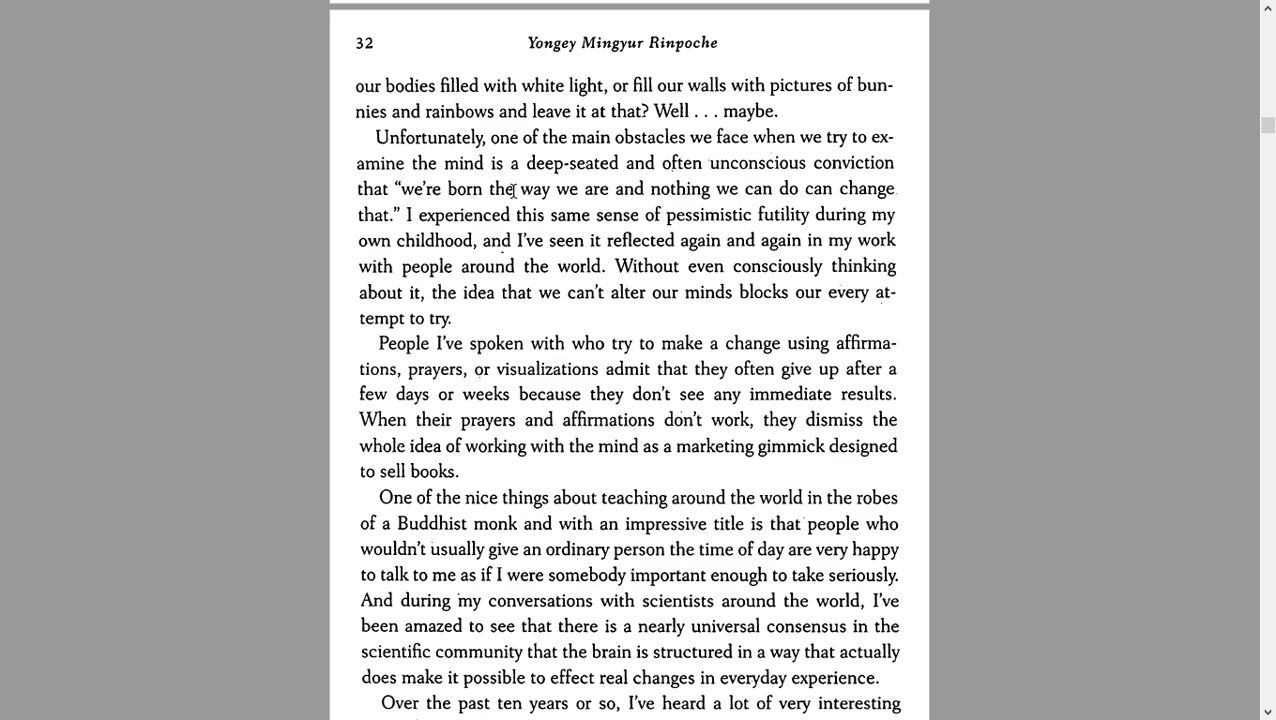 32
Yongey Mingyur Rinpoche
our bodies filled with white light, or fill our walls with pictures of bun-
nies and rainbows and leave it at that? Well . . . maybe.
Unfortunately, one of the main obstacles we face when we try to ex-
amine the mind is a deep-seated and often unconscious conviction
that “we’re born the way we are and nothing we can do can change
that.” I experienced this same sense of pessimistic futility during my
own childhood, and I’ve seen it reflected again and again in my work
with people around the world. Without even consciously thinking
about it, the idea that we can’t alter our minds blocks our every at-
tempt to try.
People I’ve spoken with who try to make a change using affirma-
tions, prayers, or visualizations admit that they often give up after a
few days or weeks because they don’t see any immediate results.
When their prayers and affirmations don’t work, they dismiss the
whole idea of working with the mind as a marketing gimmick designed
to sell books.
One of the nice things about teaching around the world in the robes
of a Buddhist monk and with an impressive title is that people who
wouldn’t usually give an ordinary person the time of day are very happy
to talk to me as if I were somebody important enough to take seriously.
And during my conversations with scientists around the world, I’ve
been amazed to see that there is a nearly universal consensus in the
scientific community that the brain is structured in a way that actually
does make it possible to effect real changes in everyday experience.
Over the past ten years or so, I’ve heard a lot of very interesting